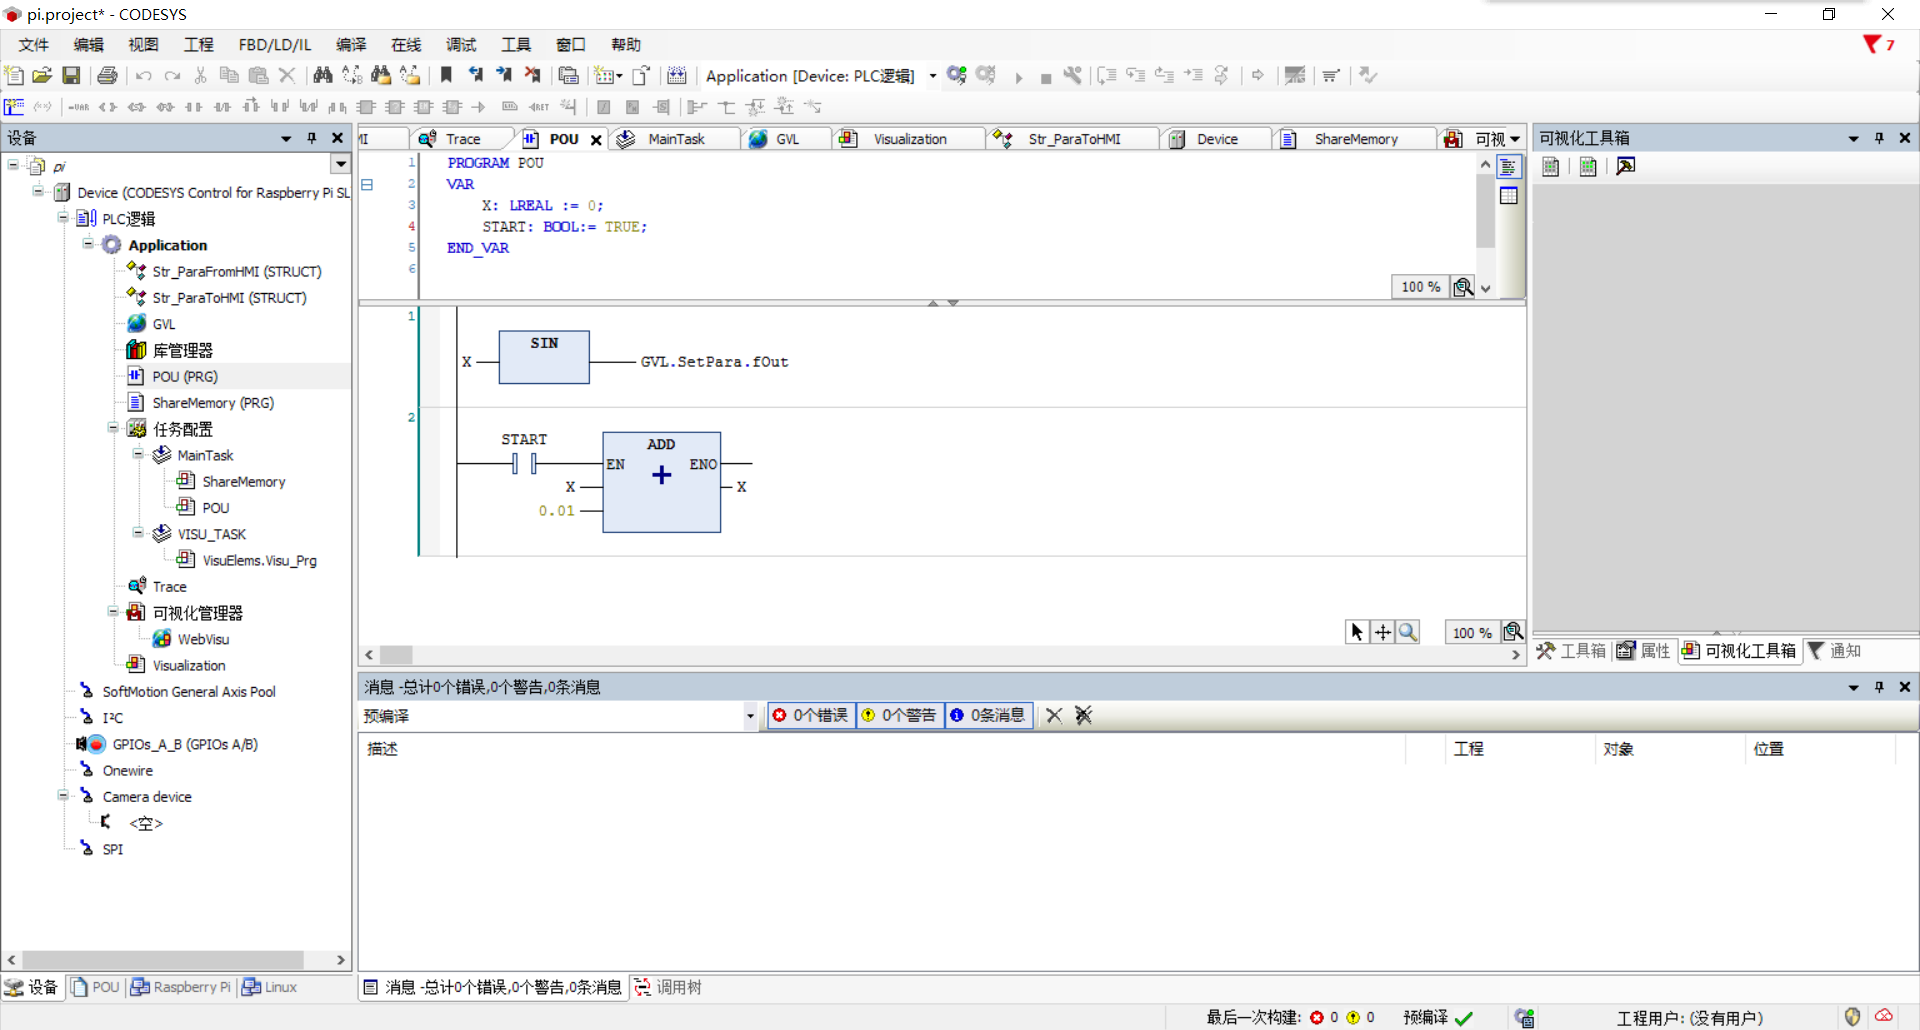 pi.project* - CODESYS
文件 编辑 视图 工程 FBD/LD/IL 编译 在线 调试 工具 窗口 帮助
7
Application [Device: PLC逻辑]
设备
pi
Device (CODESYS Control for Raspberry Pi SL
PLC逻辑
Application
Str_ParaFromHMI (STRUCT)
Str_ParaToHMI (STRUCT)
GVL
库管理器
POU (PRG)
ShareMemory (PRG)
任务配置
MainTask
ShareMemory
POU
VISU_TASK
VisuElems.Visu_Prg
Trace
可视化管理器
WebVisu
Visualization
SoftMotion General Axis Pool
I²C
GPIOs_A_B (GPIOs A/B)
Onewire
Camera device
<空>
SPI
设备 POU Raspberry Pi Linux
MI Trace POU MainTask GVL Visualization Str_ParaToHMI Device ShareMemory 可视
1 PROGRAM POU
2 VAR
3 X: LREAL := 0;
4 START: BOOL:= TRUE;
5 END_VAR
6
100 %
1
SIN
X GVL.SetPara.fOut
2
START
ADD
EN ENO
X X
0.01
100 %
可视化工具箱
工具箱 属性 可视化工具箱 通知
消息 -总计0个错误,0个警告,0条消息
预编译 0个错误 0个警告 0条消息
描述 工程 对象 位置
消息 -总计0个错误,0个警告,0条消息 调用树
最后一次构建: 0 0 预编译 工程用户: (没有用户)